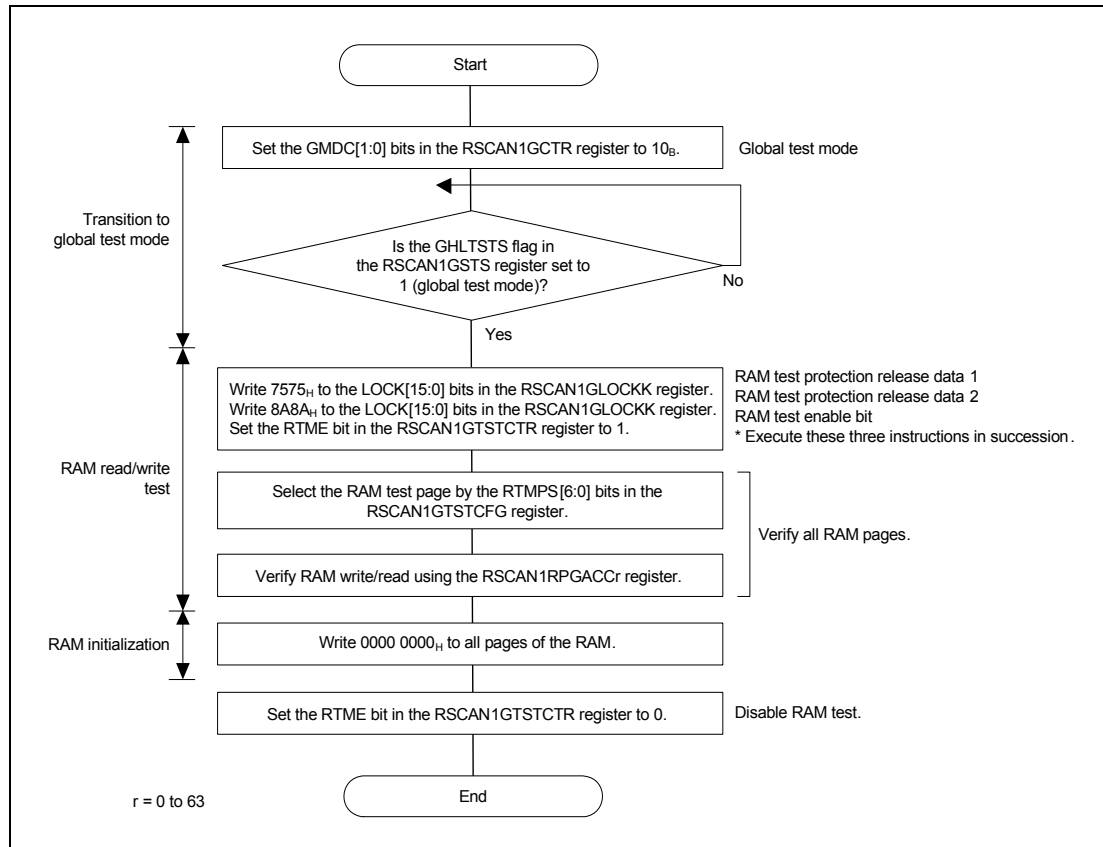 Start
Set the GMDC[1:0] bits in the RSCAN1GCTR register to 10B.
Global test mode
Transition to
global test mode
Is the GHLTSTS flag in
the RSCAN1GSTS register set to
1 (global test mode)?
No
Yes
RAM read/write
test
Write 7575H to the LOCK[15:0] bits in the RSCAN1GLOCKK register.
Write 8A8AH to the LOCK[15:0] bits in the RSCAN1GLOCKK register.
Set the RTME bit in the RSCAN1GTSTCTR register to 1.
RAM test protection release data 1
RAM test protection release data 2
RAM test enable bit
* Execute these three instructions in succession.
Select the RAM test page by the RTMPS[6:0] bits in the
RSCAN1GTSTCFG register.
Verify all RAM pages.
Verify RAM write/read using the RSCAN1RPGACCr register.
RAM initialization
Write 0000 0000H to all pages of the RAM.
Set the RTME bit in the RSCAN1GTSTCTR register to 0.
Disable RAM test.
End
r = 0 to 63